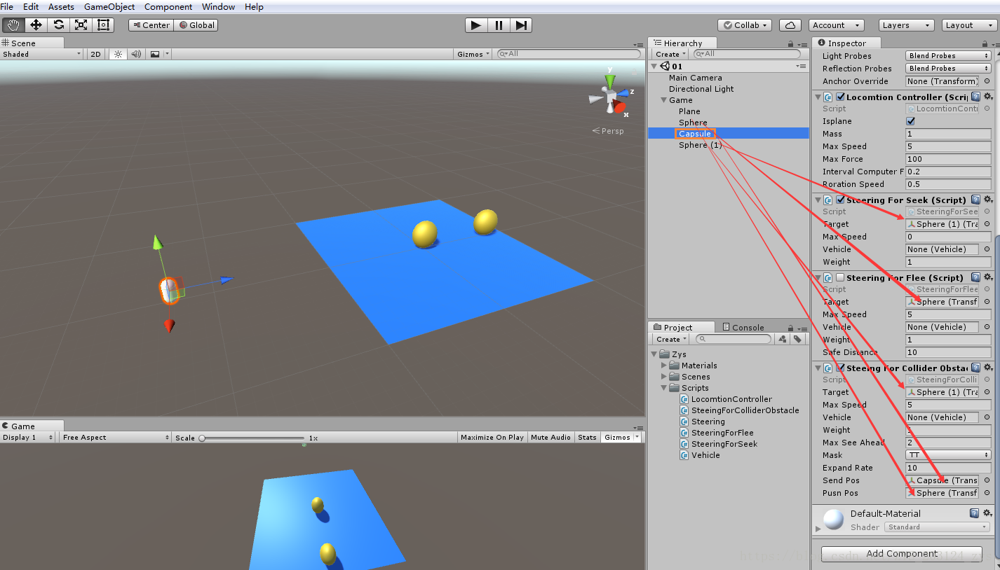 File Edit Assets GameObject Component Window Help
Center Global Collab Account Layers Layout
Scene
Shaded 2D Gizmos All
y
z
x
Persp
Game
Display 1 Free Aspect Scale 1x Maximize On Play Mute Audio Stats Gizmos
Hierarchy
Create All
01
Main Camera
Directional Light
Game
Plane
Sphere
Capsule
Sphere (1)
Project Console
Create
Zys
Materials
Scenes
Scripts
LocomtionController
SteeingForColliderObstacle
Steering
SteeringForFlee
SteeringForSeek
Vehicle
Inspector
Light Probes Blend Probes
Reflection Probes Blend Probes
Anchor Override None (Transform)
Locomtion Controller (Scri
Script LocomtionContr
Isplane
Mass 1
Max Speed 5
Max Force 100
Interval Computer F 0.2
Roration Speed 0.5
Steering For Seek (Script)
Script SteeringForSee
Target Sphere (1) (Tra
Max Speed 0
Vehicle None (Vehicle)
Weight 1
Steering For Flee (Script)
Script SteeringForFlee
Target Sphere (Transf
Max Speed 5
Vehicle None (Vehicle)
Weight 1
Safe Distance 10
Steeing For Collider Obstac
Script SteeingForColli
Target Sphere (1) (Tra
Max Speed 5
Vehicle None (Vehicle)
Weight 1
Max See Ahead 2
Mask TT
Expand Rate 10
Send Pos Capsule (Trans
Pusn Pos Sphere (Transf
Default-Material
Shader Standard
Add Component